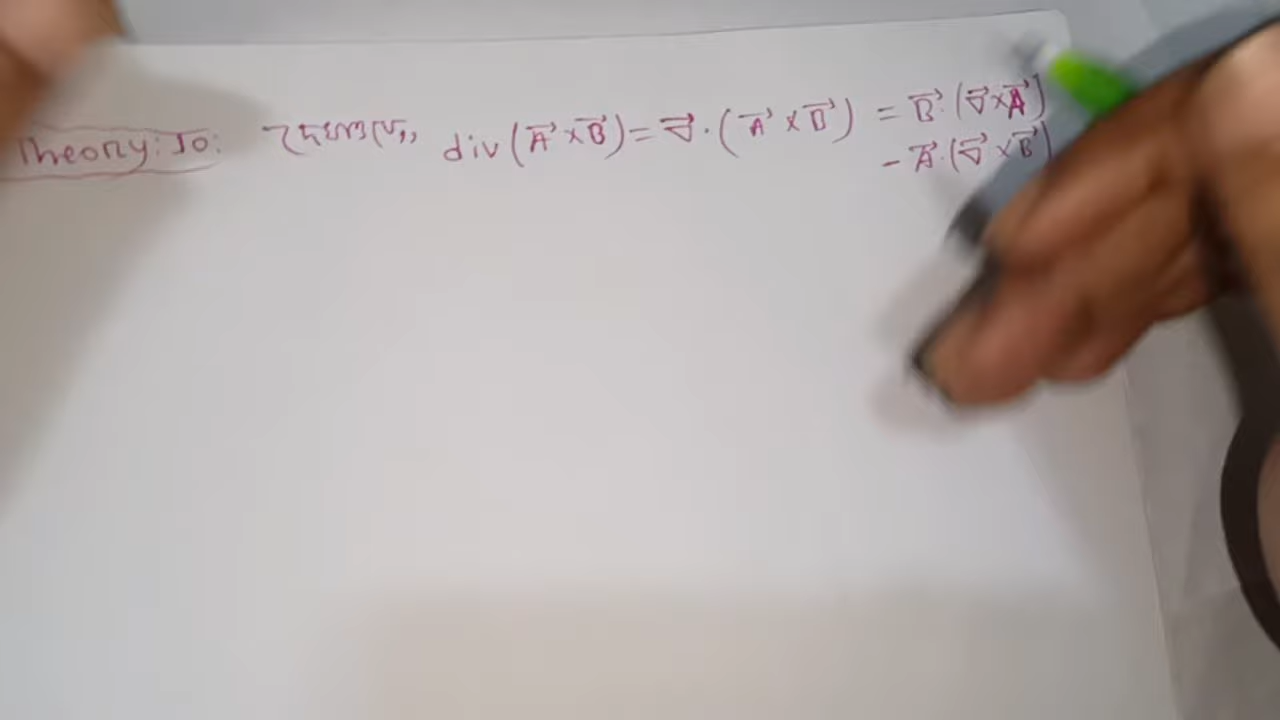 Theory: 10: দেখাও যে, div (A⃗ × B⃗) = ∇⃗ · (A⃗ × B⃗) = B⃗ · (∇⃗ × A⃗)
− A⃗ · (∇⃗ × B⃗)